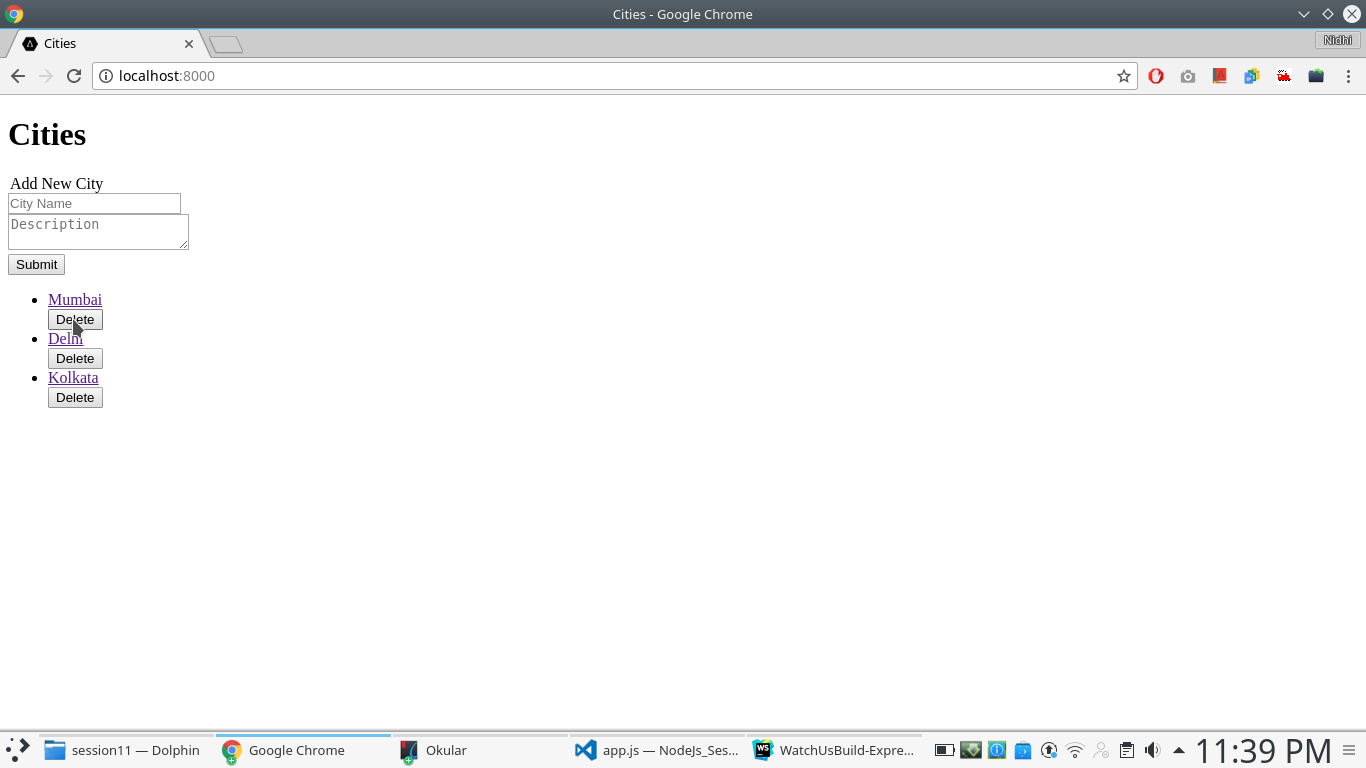 Cities - Google Chrome
Cities
Nidhi
localhost:8000
Cities
Add New City
City Name
Description
Submit
Mumbai
Delete
Delhi
Delete
Kolkata
Delete
session11 — Dolphin
Google Chrome
Okular
app.js — NodeJs_Ses...
WS
WatchUsBuild-Expre...
11:39 PM